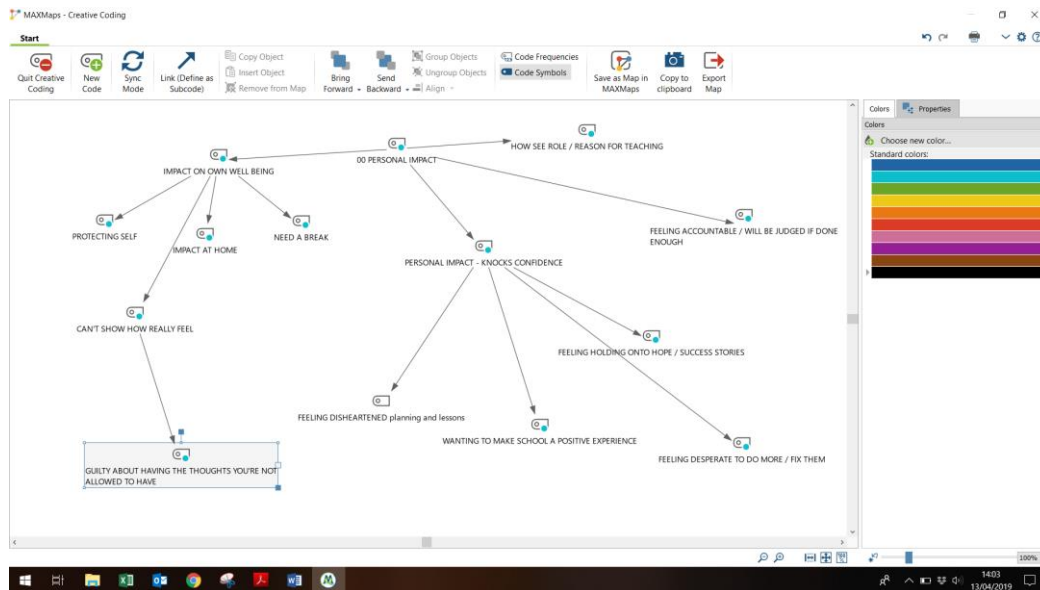 MAXMaps - Creative Coding
Start
Quit Creative Coding
New Code
Sync Mode
Link (Define as Subcode)
Copy Object
Insert Object
Remove from Map
Bring Forward
Send Backward
Group Objects
Ungroup Objects
Align
Code Frequencies
Code Symbols
Save as Map in MAXMaps
Copy to clipboard
Export Map
Colors
Properties
Colors
Choose new color...
Standard colors:
HOW SEE ROLE / REASON FOR TEACHING
00 PERSONAL IMPACT
IMPACT ON OWN WELL BEING
PROTECTING SELF
IMPACT AT HOME
NEED A BREAK
FEELING ACCOUNTABLE / WILL BE JUDGED IF DONE
ENOUGH
PERSONAL IMPACT - KNOCKS CONFIDENCE
CAN'T SHOW HOW REALLY FEEL
FEELING HOLDING ONTO HOPE / SUCCESS STORIES
FEELING DISHEARTENED planning and lessons
WANTING TO MAKE SCHOOL A POSITIVE EXPERIENCE
FEELING DESPERATE TO DO MORE / FIX THEM
GUILTY ABOUT HAVING THE THOUGHTS YOU'RE NOT
ALLOWED TO HAVE
100%
14:03
13/04/2019